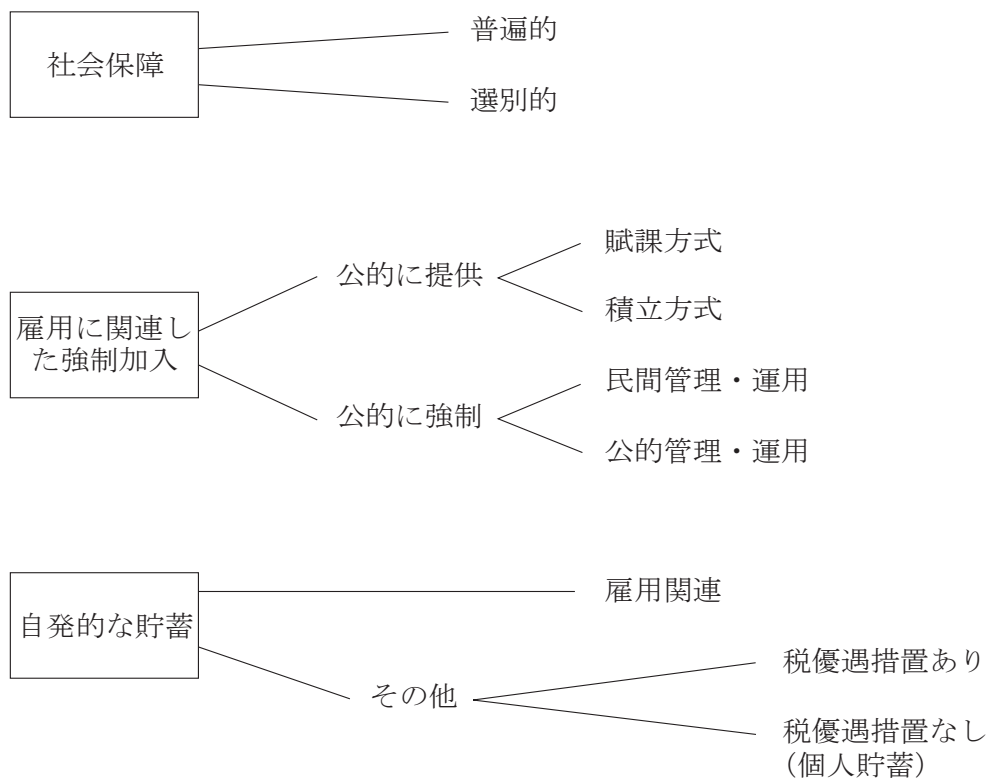 社会保障
普遍的
選別的
雇用に関連し
た強制加入
公的に提供
賦課方式
積立方式
公的に強制
民間管理・運用
公的管理・運用
自発的な貯蓄
雇用関連
その他
税優遇措置あり
税優遇措置なし
（個人貯蓄）